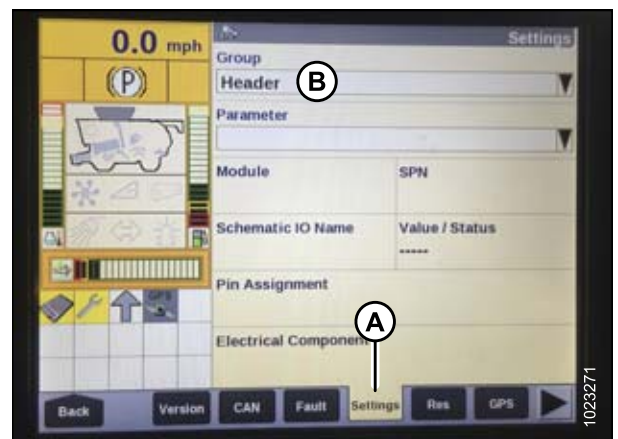 0.0 mph
Settings
(P)
Group
Header
B
Parameter
Module
SPN
Schematic IO Name
Value / Status
-----
Pin Assignment
A
Electrical Component
Back
Version
CAN
Fault
Settings
Res
GPS
1023271